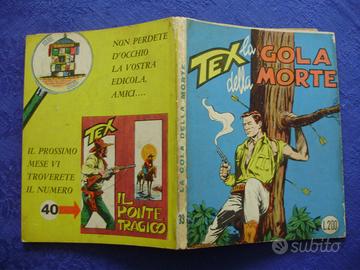 NON PERDETE
D'OCCHIO
LA VOSTRA
EDICOLA,
AMICI....
IL PROSSIMO
MESE VI
TROVERETE
IL NUMERO
40
TEX
IL PONTE
TRAGICO
LA GOLA DELLA MORTE
39
TEX la GOLA
della MORTE
L.200
subito